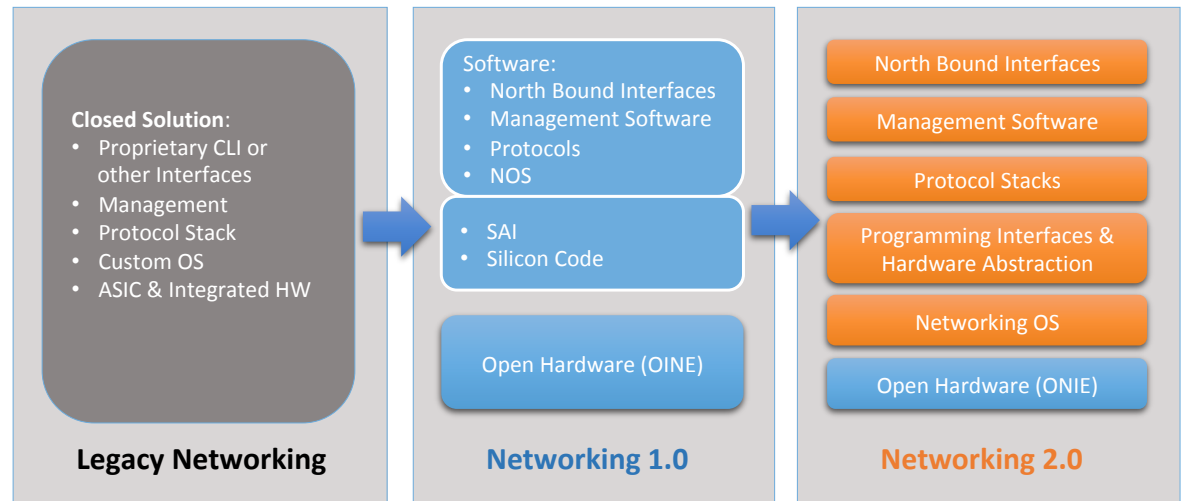 Closed Solution:
• Proprietary CLI or
other Interfaces
• Management
• Protocol Stack
• Custom OS
• ASIC & Integrated HW
Legacy Networking
Software:
• North Bound Interfaces
• Management Software
• Protocols
• NOS
• SAI
• Silicon Code
Open Hardware (OINE)
Networking 1.0
North Bound Interfaces
Management Software
Protocol Stacks
Programming Interfaces &
Hardware Abstraction
Networking OS
Open Hardware (ONIE)
Networking 2.0